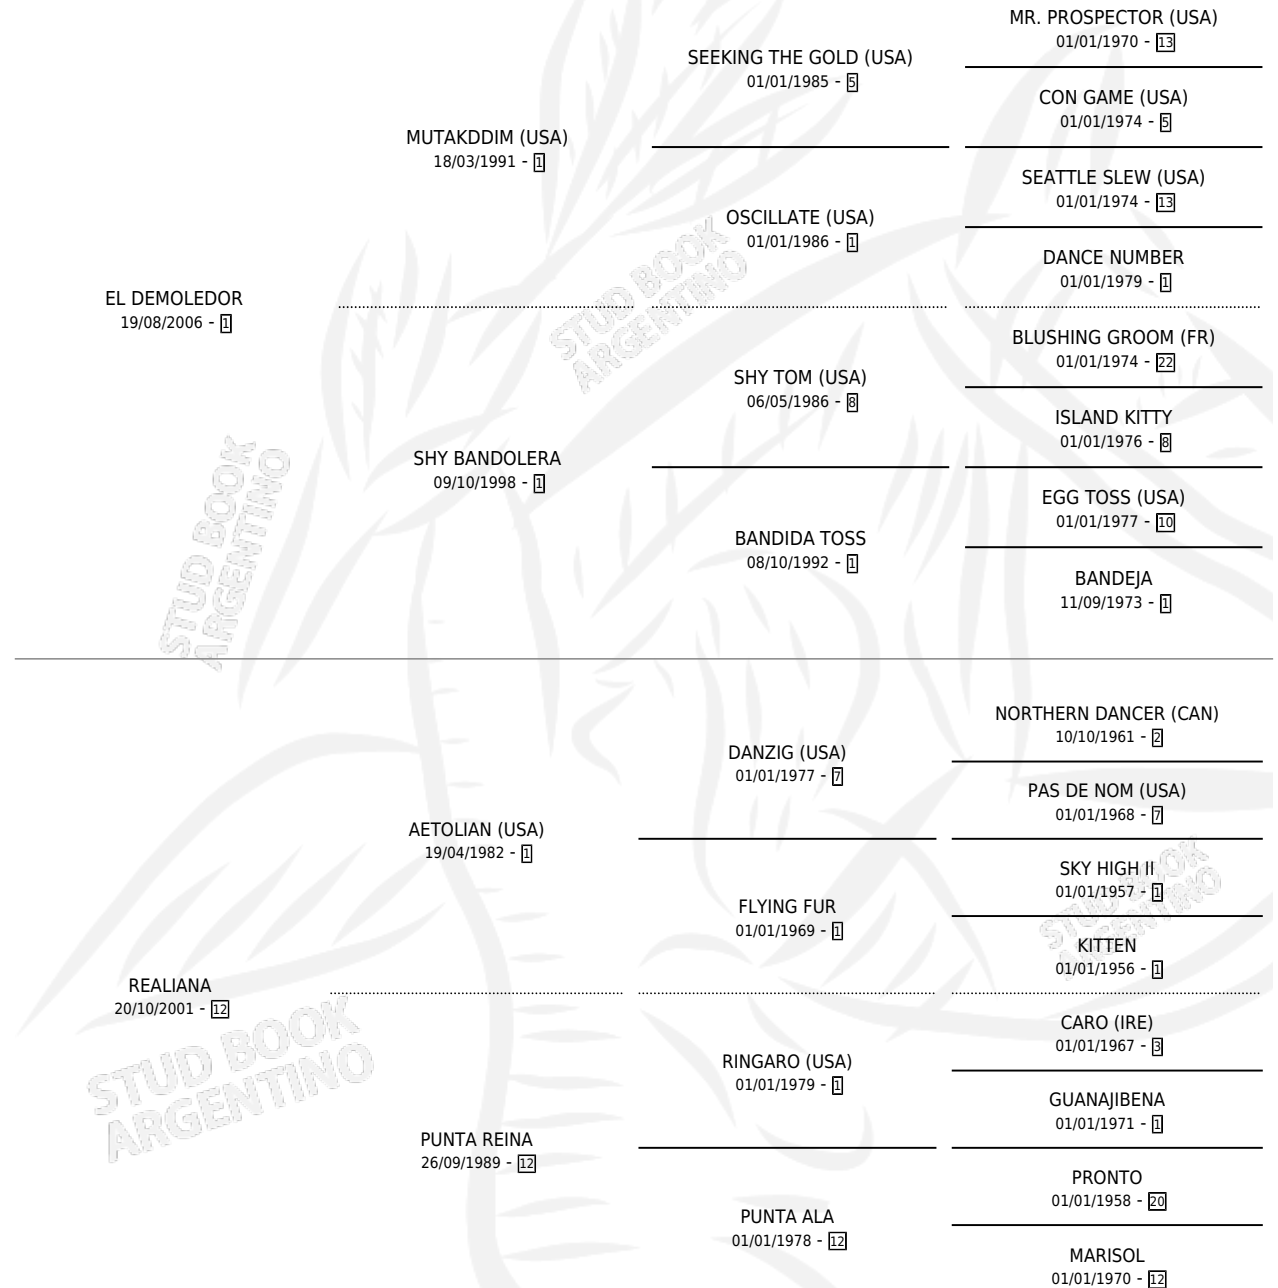 MR. PROSPECTOR (USA)
01/01/1970 - 13
SEEKING THE GOLD (USA)
01/01/1985 - 5
CON GAME (USA)
01/01/1974 - 5
MUTAKDDIM (USA)
18/03/1991 - 1
SEATTLE SLEW (USA)
01/01/1974 - 13
OSCILLATE (USA)
01/01/1986 - 1
DANCE NUMBER
01/01/1979 - 1
EL DEMOLEDOR
19/08/2006 - 1
BLUSHING GROOM (FR)
01/01/1974 - 22
SHY TOM (USA)
06/05/1986 - 8
ISLAND KITTY
01/01/1976 - 8
SHY BANDOLERA
09/10/1998 - 1
EGG TOSS (USA)
01/01/1977 - 10
BANDIDA TOSS
08/10/1992 - 1
BANDEJA
11/09/1973 - 1
NORTHERN DANCER (CAN)
10/10/1961 - 2
DANZIG (USA)
01/01/1977 - 7
PAS DE NOM (USA)
01/01/1968 - 7
AETOLIAN (USA)
19/04/1982 - 1
SKY HIGH II
01/01/1957 - 1
FLYING FUR
01/01/1969 - 1
KITTEN
01/01/1956 - 1
REALIANA
20/10/2001 - 12
CARO (IRE)
01/01/1967 - 3
RINGARO (USA)
01/01/1979 - 1
GUANAJIBENA
01/01/1971 - 1
PUNTA REINA
26/09/1989 - 12
PRONTO
01/01/1958 - 20
PUNTA ALA
01/01/1978 - 12
MARISOL
01/01/1970 - 12
STUD BOOK
ARGENTINO
STUD BOOK
ARGENTINO
STUD BOOK
ARGENTINO
STUD BOOK
ARGENTINO